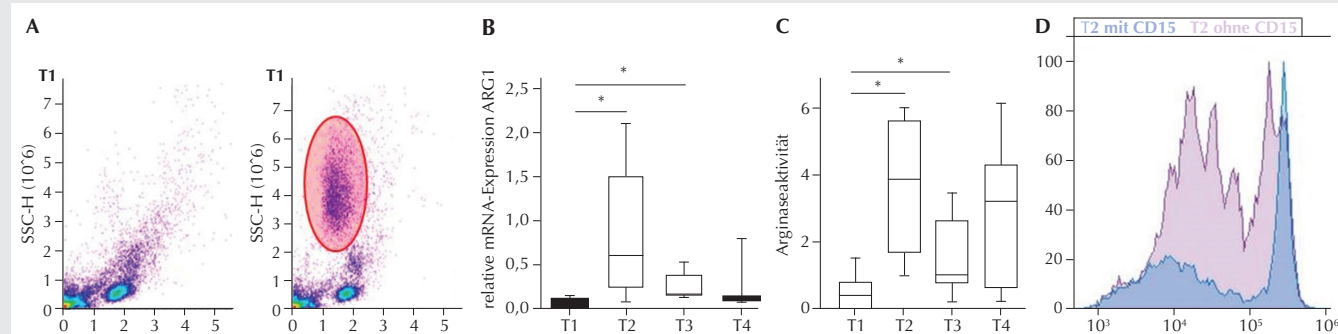 A
T1
SSC-H (10^6)
7
6
5
4
3
2
1
0
0 1 2 3 4 5
T1
SSC-H (10^6)
7
6
5
4
3
2
1
0
0 1 2 3 4 5
B
relative mRNA-Expression ARG1
2,5
2,0
1,5
1,0
0,5
0,0
*
*
T1 T2 T3 T4
C
Arginaseaktivität
6
4
2
0
*
*
T1 T2 T3 T4
D
T2 mit CD15 T2 ohne CD15
100
80
60
40
20
0
10³ 10⁴ 10⁵ 10⁶